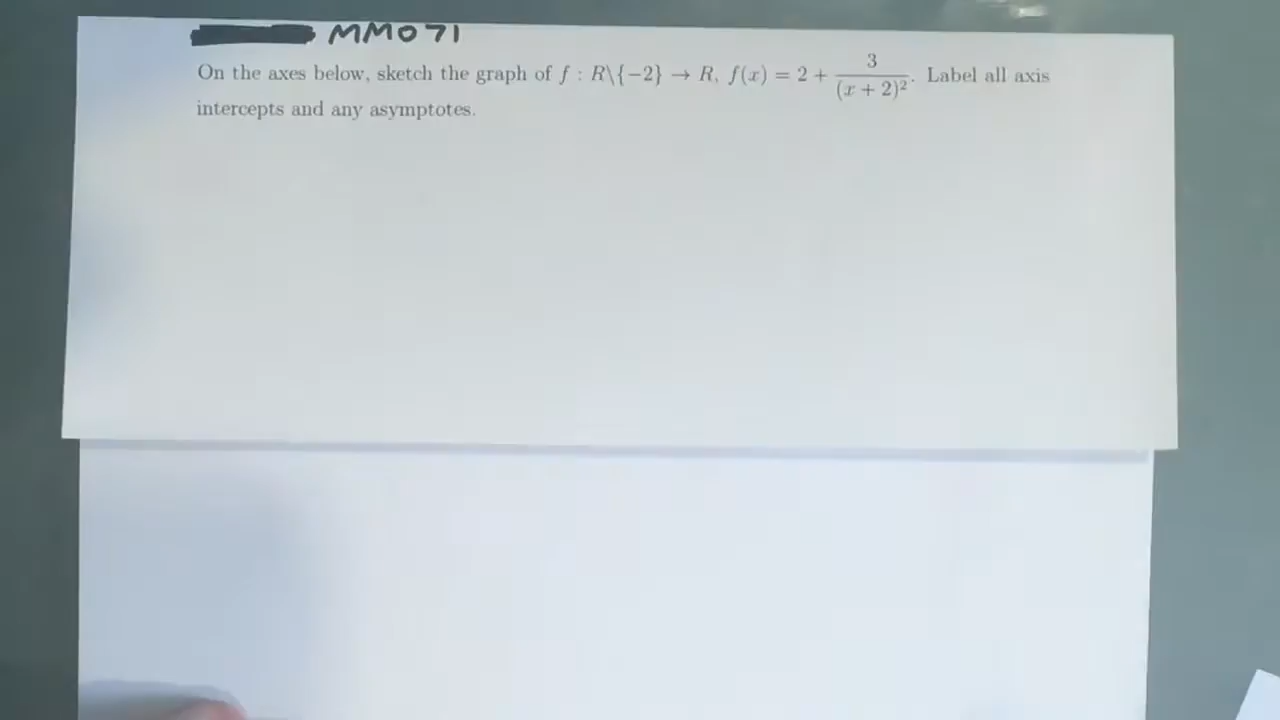 MM071
On the axes below, sketch the graph of f : R\{−2} → R, f(x) = 2 + 3/(x + 2)². Label all axis
intercepts and any asymptotes.